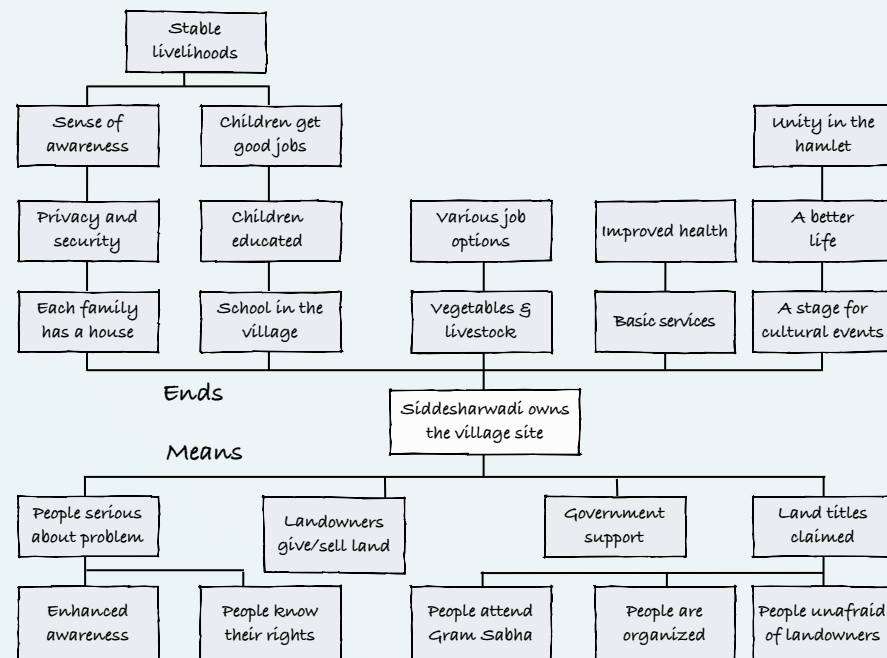 Stable
livelihoods
Sense of
awareness
Children get
good jobs
Unity in the
hamlet
Privacy and
security
Children
educated
Various job
options
Improved health
A better
life
Each family
has a house
School in the
village
Vegetables &
livestock
Basic services
A stage for
cultural events
Ends
Siddesharwadi owns
the village site
Means
People serious
about problem
Landowners
give/sell land
Government
support
Land titles
claimed
Enhanced
awareness
People know
their rights
People attend
Gram Sabha
People are
organized
People unafraid
of landowners